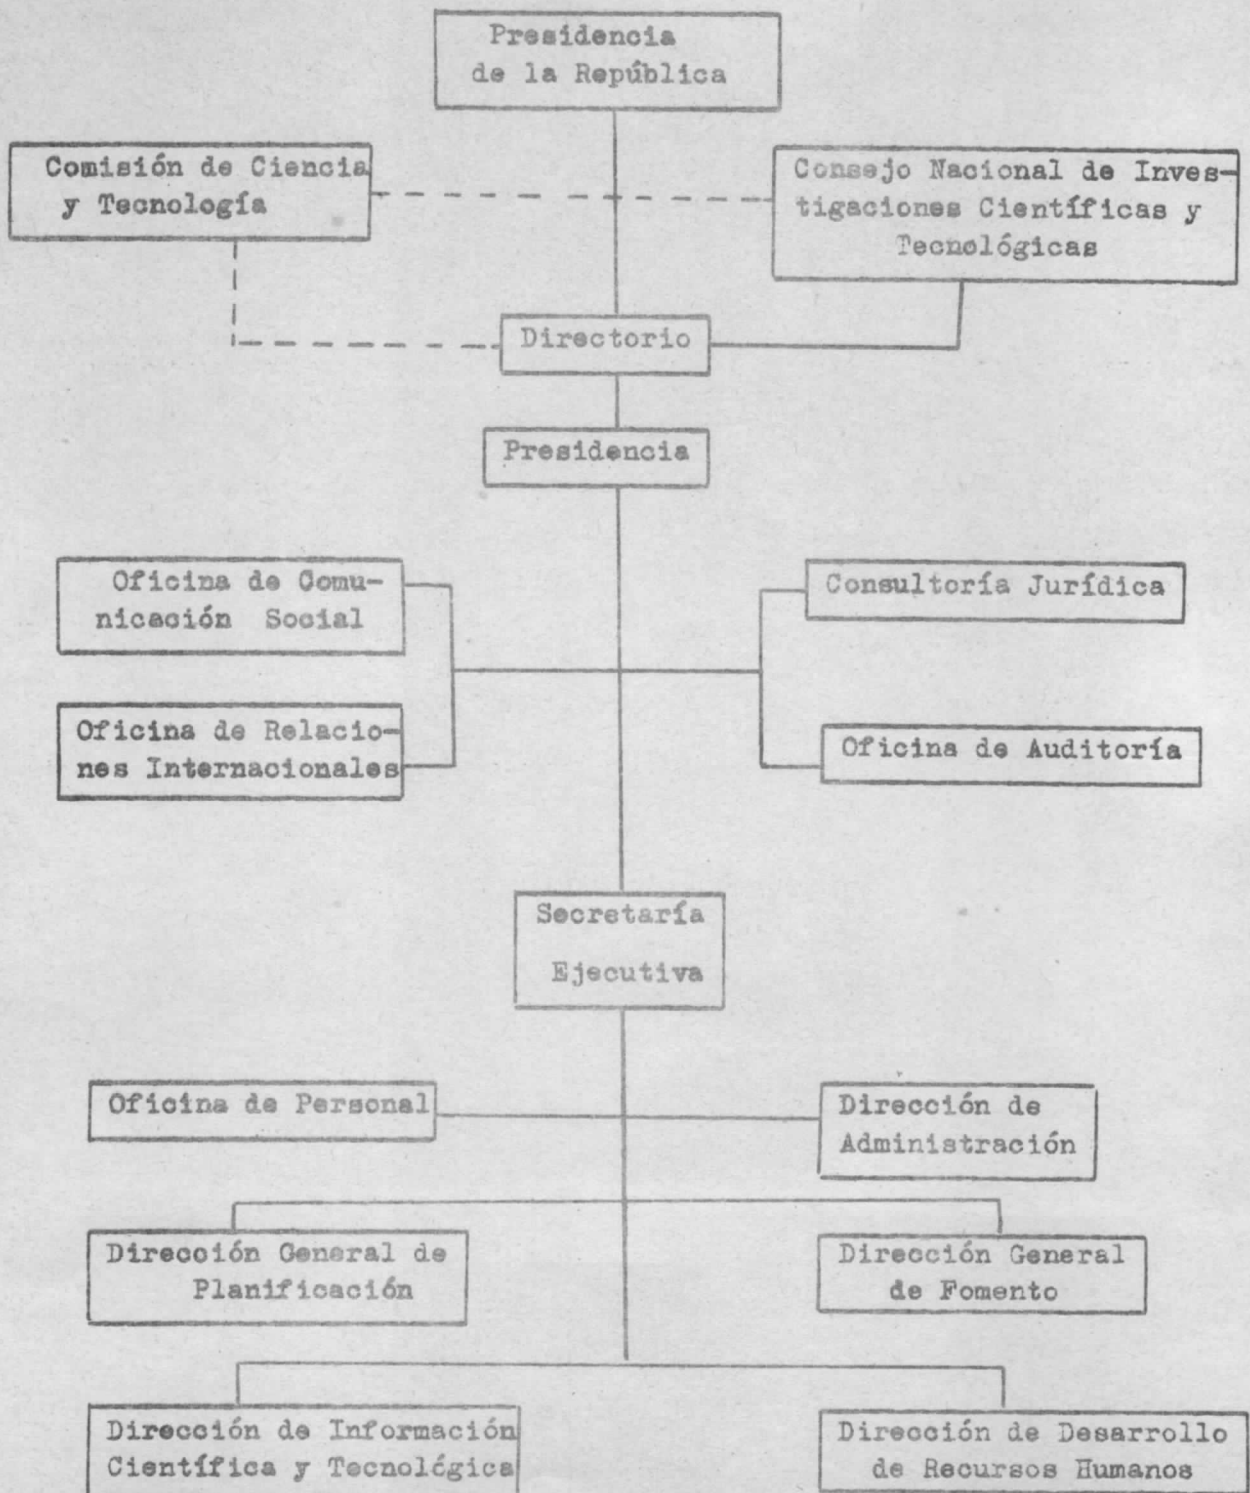 Presidencia
de la República
Comisión de Ciencia
y Tecnología
Consejo Nacional de Inves-
tigaciones Científicas y
Tecnológicas
Directorio
Presidencia
Oficina de Comu-
nicación Social
Consultoría Jurídica
Oficina de Relacio-
nes Internacionales
Oficina de Auditoría
Secretaría
Ejecutiva
Oficina de Personal
Dirección de
Administración
Dirección General de
Planificación
Dirección General
de Fomento
Dirección de Información
Científica y Tecnológica
Dirección de Desarrollo
de Recursos Humanos